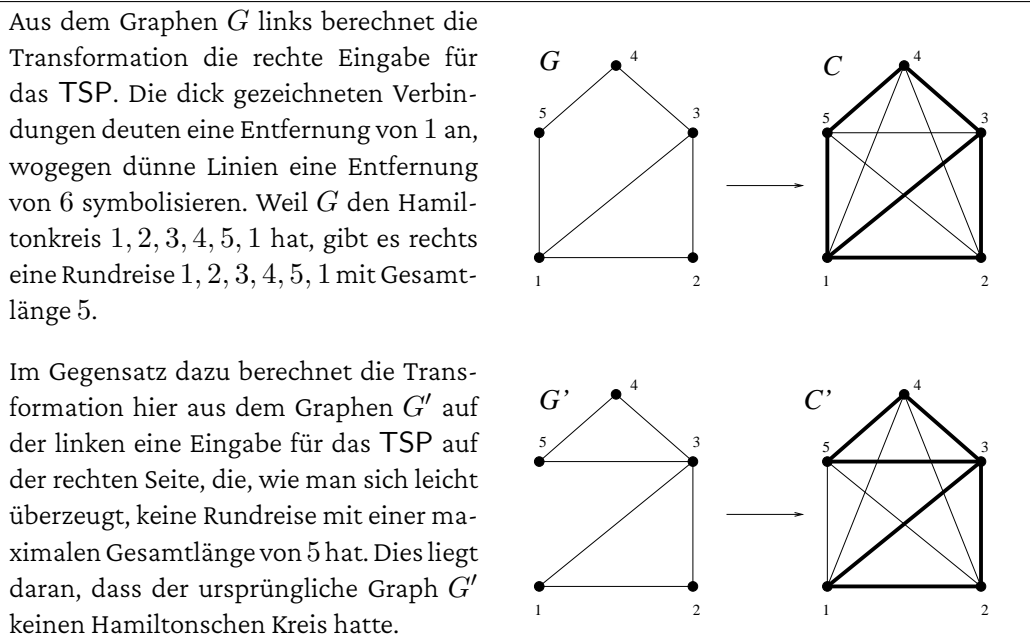 Aus dem Graphen G links berechnet die
Transformation die rechte Eingabe für
das TSP. Die dick gezeichneten Verbin-
dungen deuten eine Entfernung von 1 an,
wogegen dünne Linien eine Entfernung
von 6 symbolisieren. Weil G den Hamil-
tonkreis 1, 2, 3, 4, 5, 1 hat, gibt es rechts
eine Rundreise 1, 2, 3, 4, 5, 1 mit Gesamt-
länge 5.
G 4
5 3
1 2
C 4
5 3
1 2
Im Gegensatz dazu berechnet die Trans-
formation hier aus dem Graphen G′ auf
der linken eine Eingabe für das TSP auf
der rechten Seite, die, wie man sich leicht
überzeugt, keine Rundreise mit einer ma-
ximalen Gesamtlänge von 5 hat. Dies liegt
daran, dass der ursprüngliche Graph G′
keinen Hamiltonschen Kreis hatte.
G' 4
5 3
1 2
C' 4
5 3
1 2